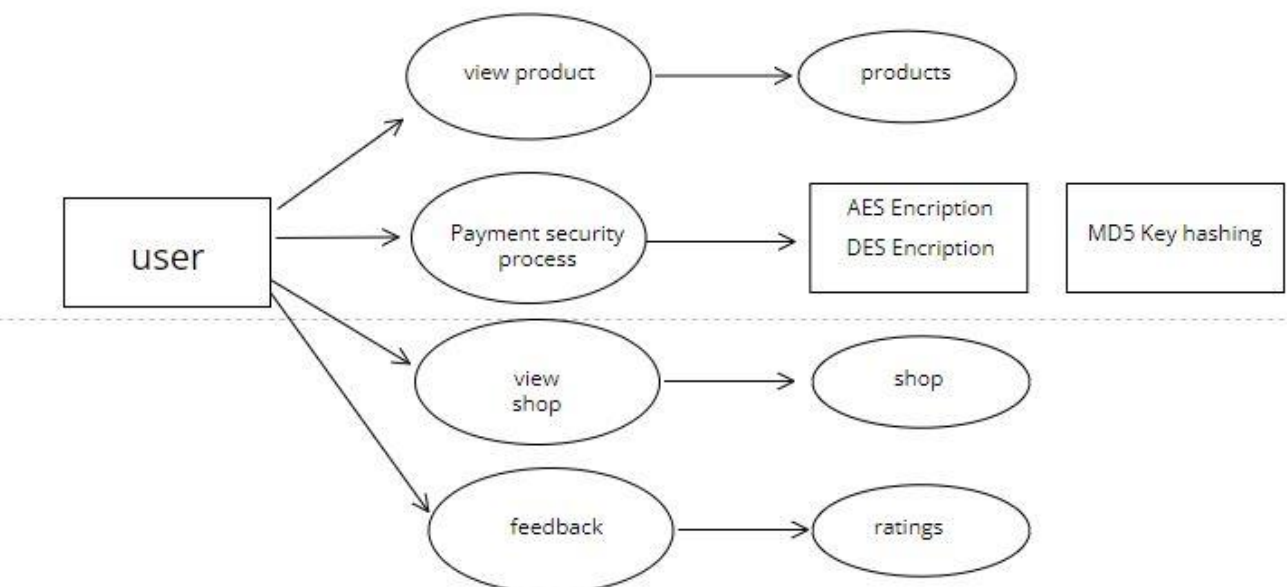 view product
products
user
Payment security
process
AES Encription
DES Encription
MD5 Key hashing
view
shop
shop
feedback
ratings